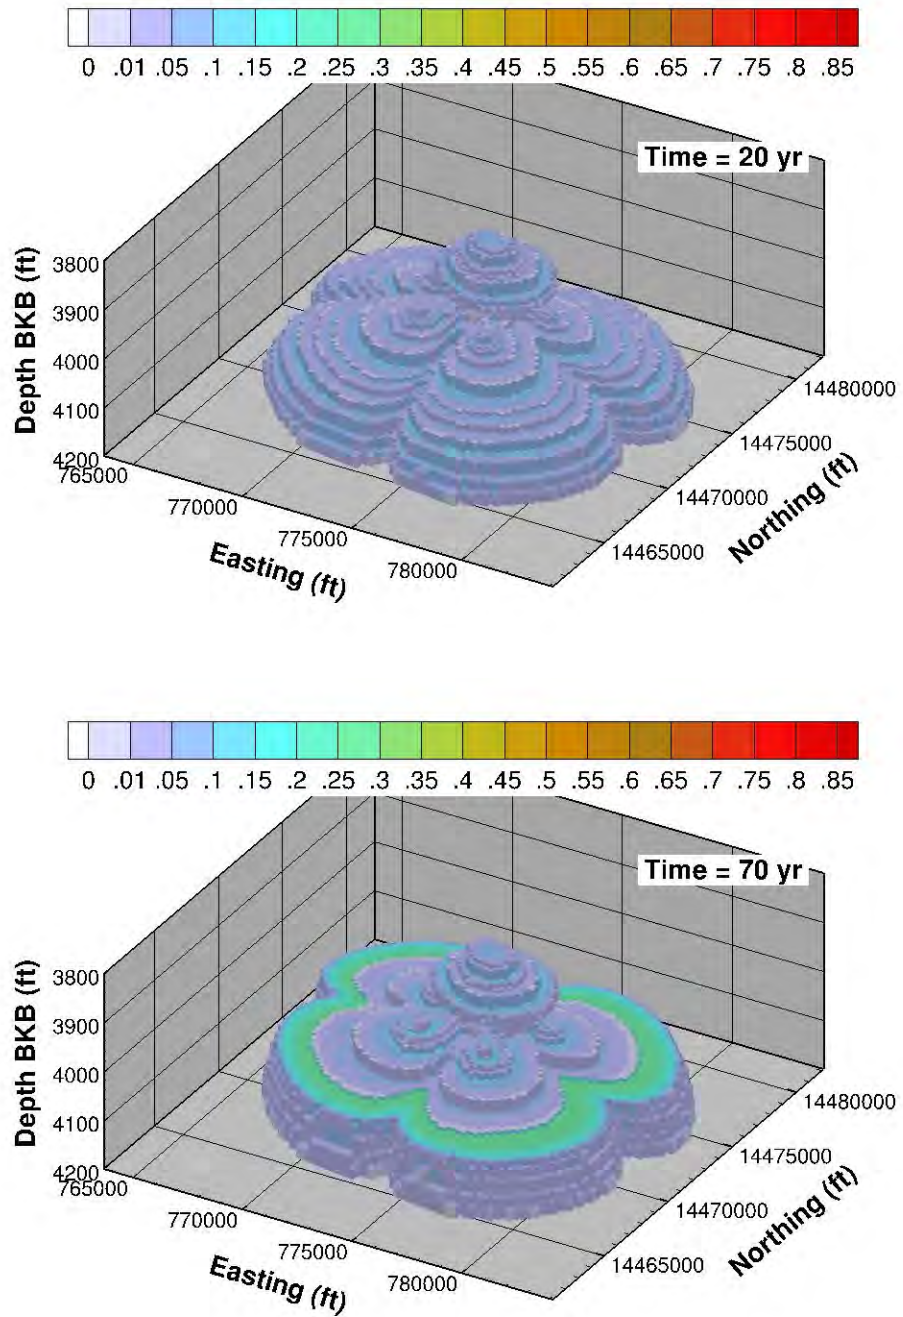 0 .01 .05 .1 .15 .2 .25 .3 .35 .4 .45 .5 .55 .6 .65 .7 .75 .8 .85
Time = 20 yr
Depth BKB (ft)
3800
3900
4000
4100
4200
765000
770000
775000
780000
Easting (ft)
14480000
14475000
14470000
14465000
Northing (ft)
0 .01 .05 .1 .15 .2 .25 .3 .35 .4 .45 .5 .55 .6 .65 .7 .75 .8 .85
Time = 70 yr
Depth BKB (ft)
3800
3900
4000
4100
4200
765000
770000
775000
780000
Easting (ft)
14480000
14475000
14470000
14465000
Northing (ft)